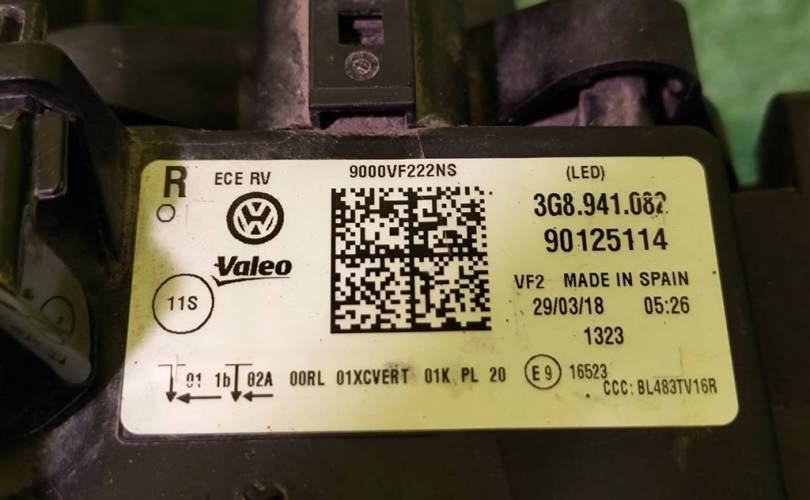 R ECE RV 9000VF222NS (LED)
3G8.941.082
90125114
Valeo
VF2 MADE IN SPAIN
11S
29/03/18 05:26
1323
01 1b 02A 00RL 01XCVERT 01K PL 20 E9 16523
CCC: BL483TV16R